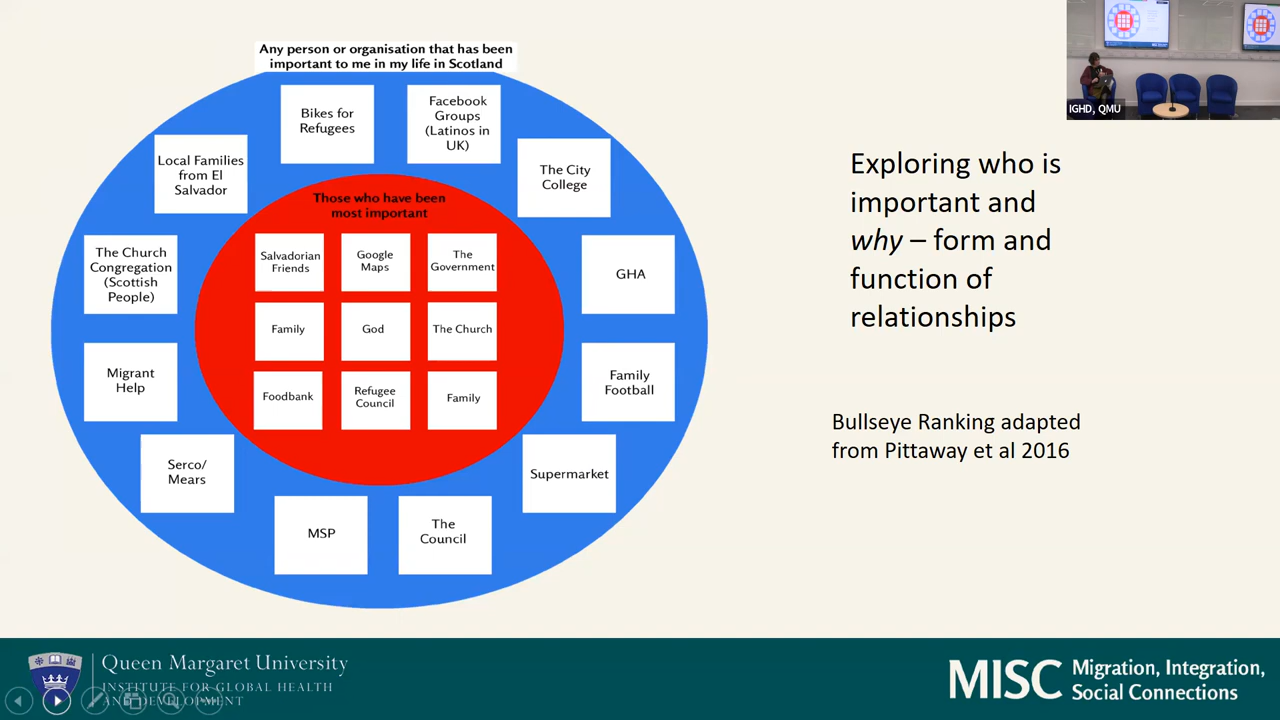 Any person or organisation that has been
important to me in my life in Scotland
Bikes for
Refugees
Facebook
Groups
(Latinos in
UK)
Local Families
from El
Salvador
The City
College
Those who have been
most important
The Church
Congregation
(Scottish
People)
Salvadorian
Friends
Google
Maps
The
Government
GHA
Family
God
The Church
Migrant
Help
Foodbank
Refugee
Council
Family
Family
Football
Serco/
Mears
Supermarket
MSP
The
Council
IGHD, QMU
Exploring who is
important and
why – form and
function of
relationships
Bullseye Ranking adapted
from Pittaway et al 2016
Queen Margaret University
INSTITUTE FOR GLOBAL HEALTH
AND DEVELOPMENT
MISC
Migration, Integration,
Social Connections